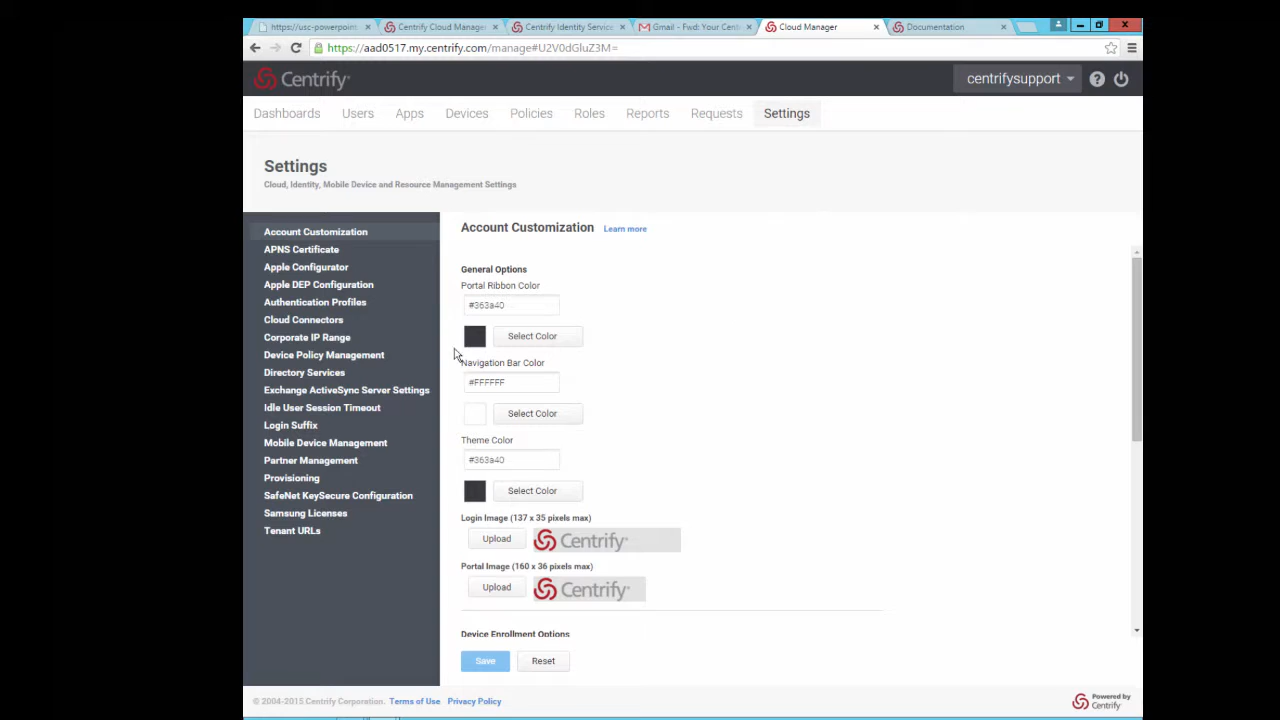 https://usc-powerpoint
Centrify Cloud Manage
Centrify Identity Service
Gmail - Fwd: Your Cent
Cloud Manager
Documentation
https://aad0517.my.centrify.com/manage#U2V0dGluZ3M=
Centrify
centrifysupport
Dashboards Users Apps Devices Policies Roles Reports Requests Settings
Settings
Cloud, Identity, Mobile Device and Resource Management Settings
Account Customization
APNS Certificate
Apple Configurator
Apple DEP Configuration
Authentication Profiles
Cloud Connectors
Corporate IP Range
Device Policy Management
Directory Services
Exchange ActiveSync Server Settings
Idle User Session Timeout
Login Suffix
Mobile Device Management
Partner Management
Provisioning
SafeNet KeySecure Configuration
Samsung Licenses
Tenant URLs
Account Customization Learn more
General Options
Portal Ribbon Color
#363a40
Select Color
Navigation Bar Color
#FFFFFF
Select Color
Theme Color
#363a40
Select Color
Login Image (137 x 35 pixels max)
Upload Centrify
Portal Image (160 x 36 pixels max)
Upload Centrify
Device Enrollment Options
Save Reset
© 2004-2015 Centrify Corporation. Terms of Use Privacy Policy
Powered by
Centrify